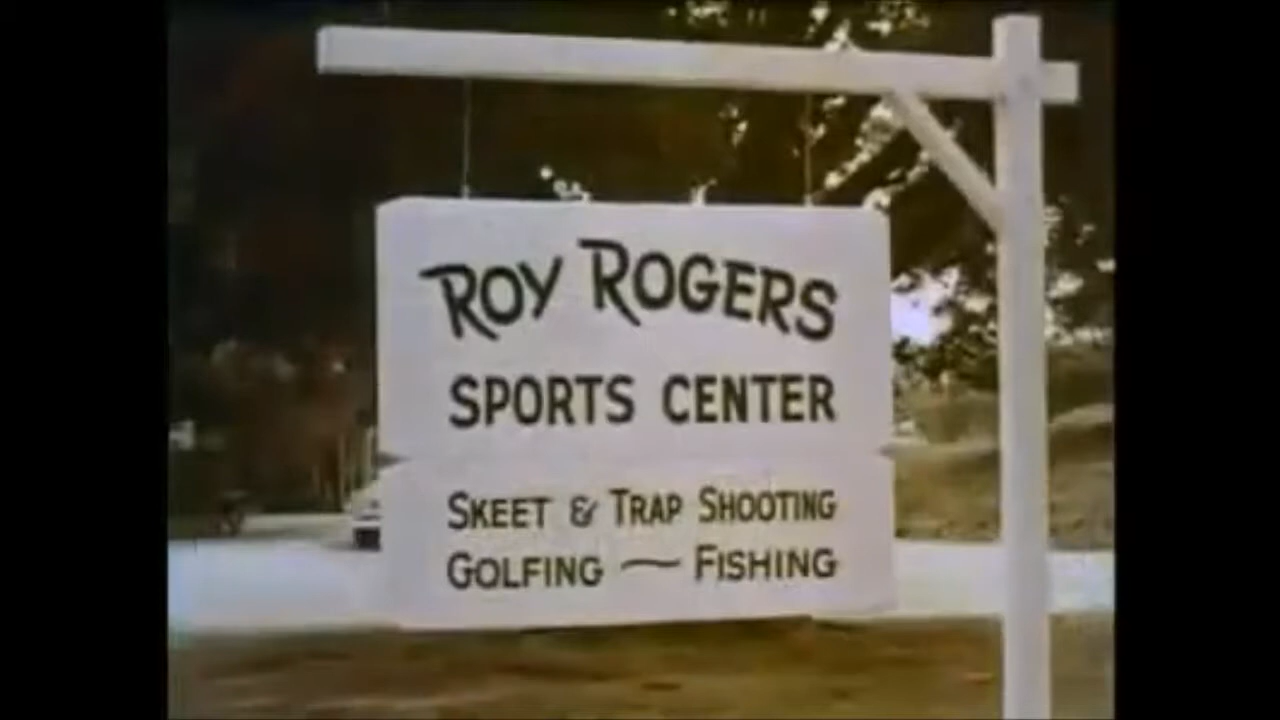 ROY ROGERS
SPORTS CENTER
SKEET & TRAP SHOOTING
GOLFING ~ FISHING